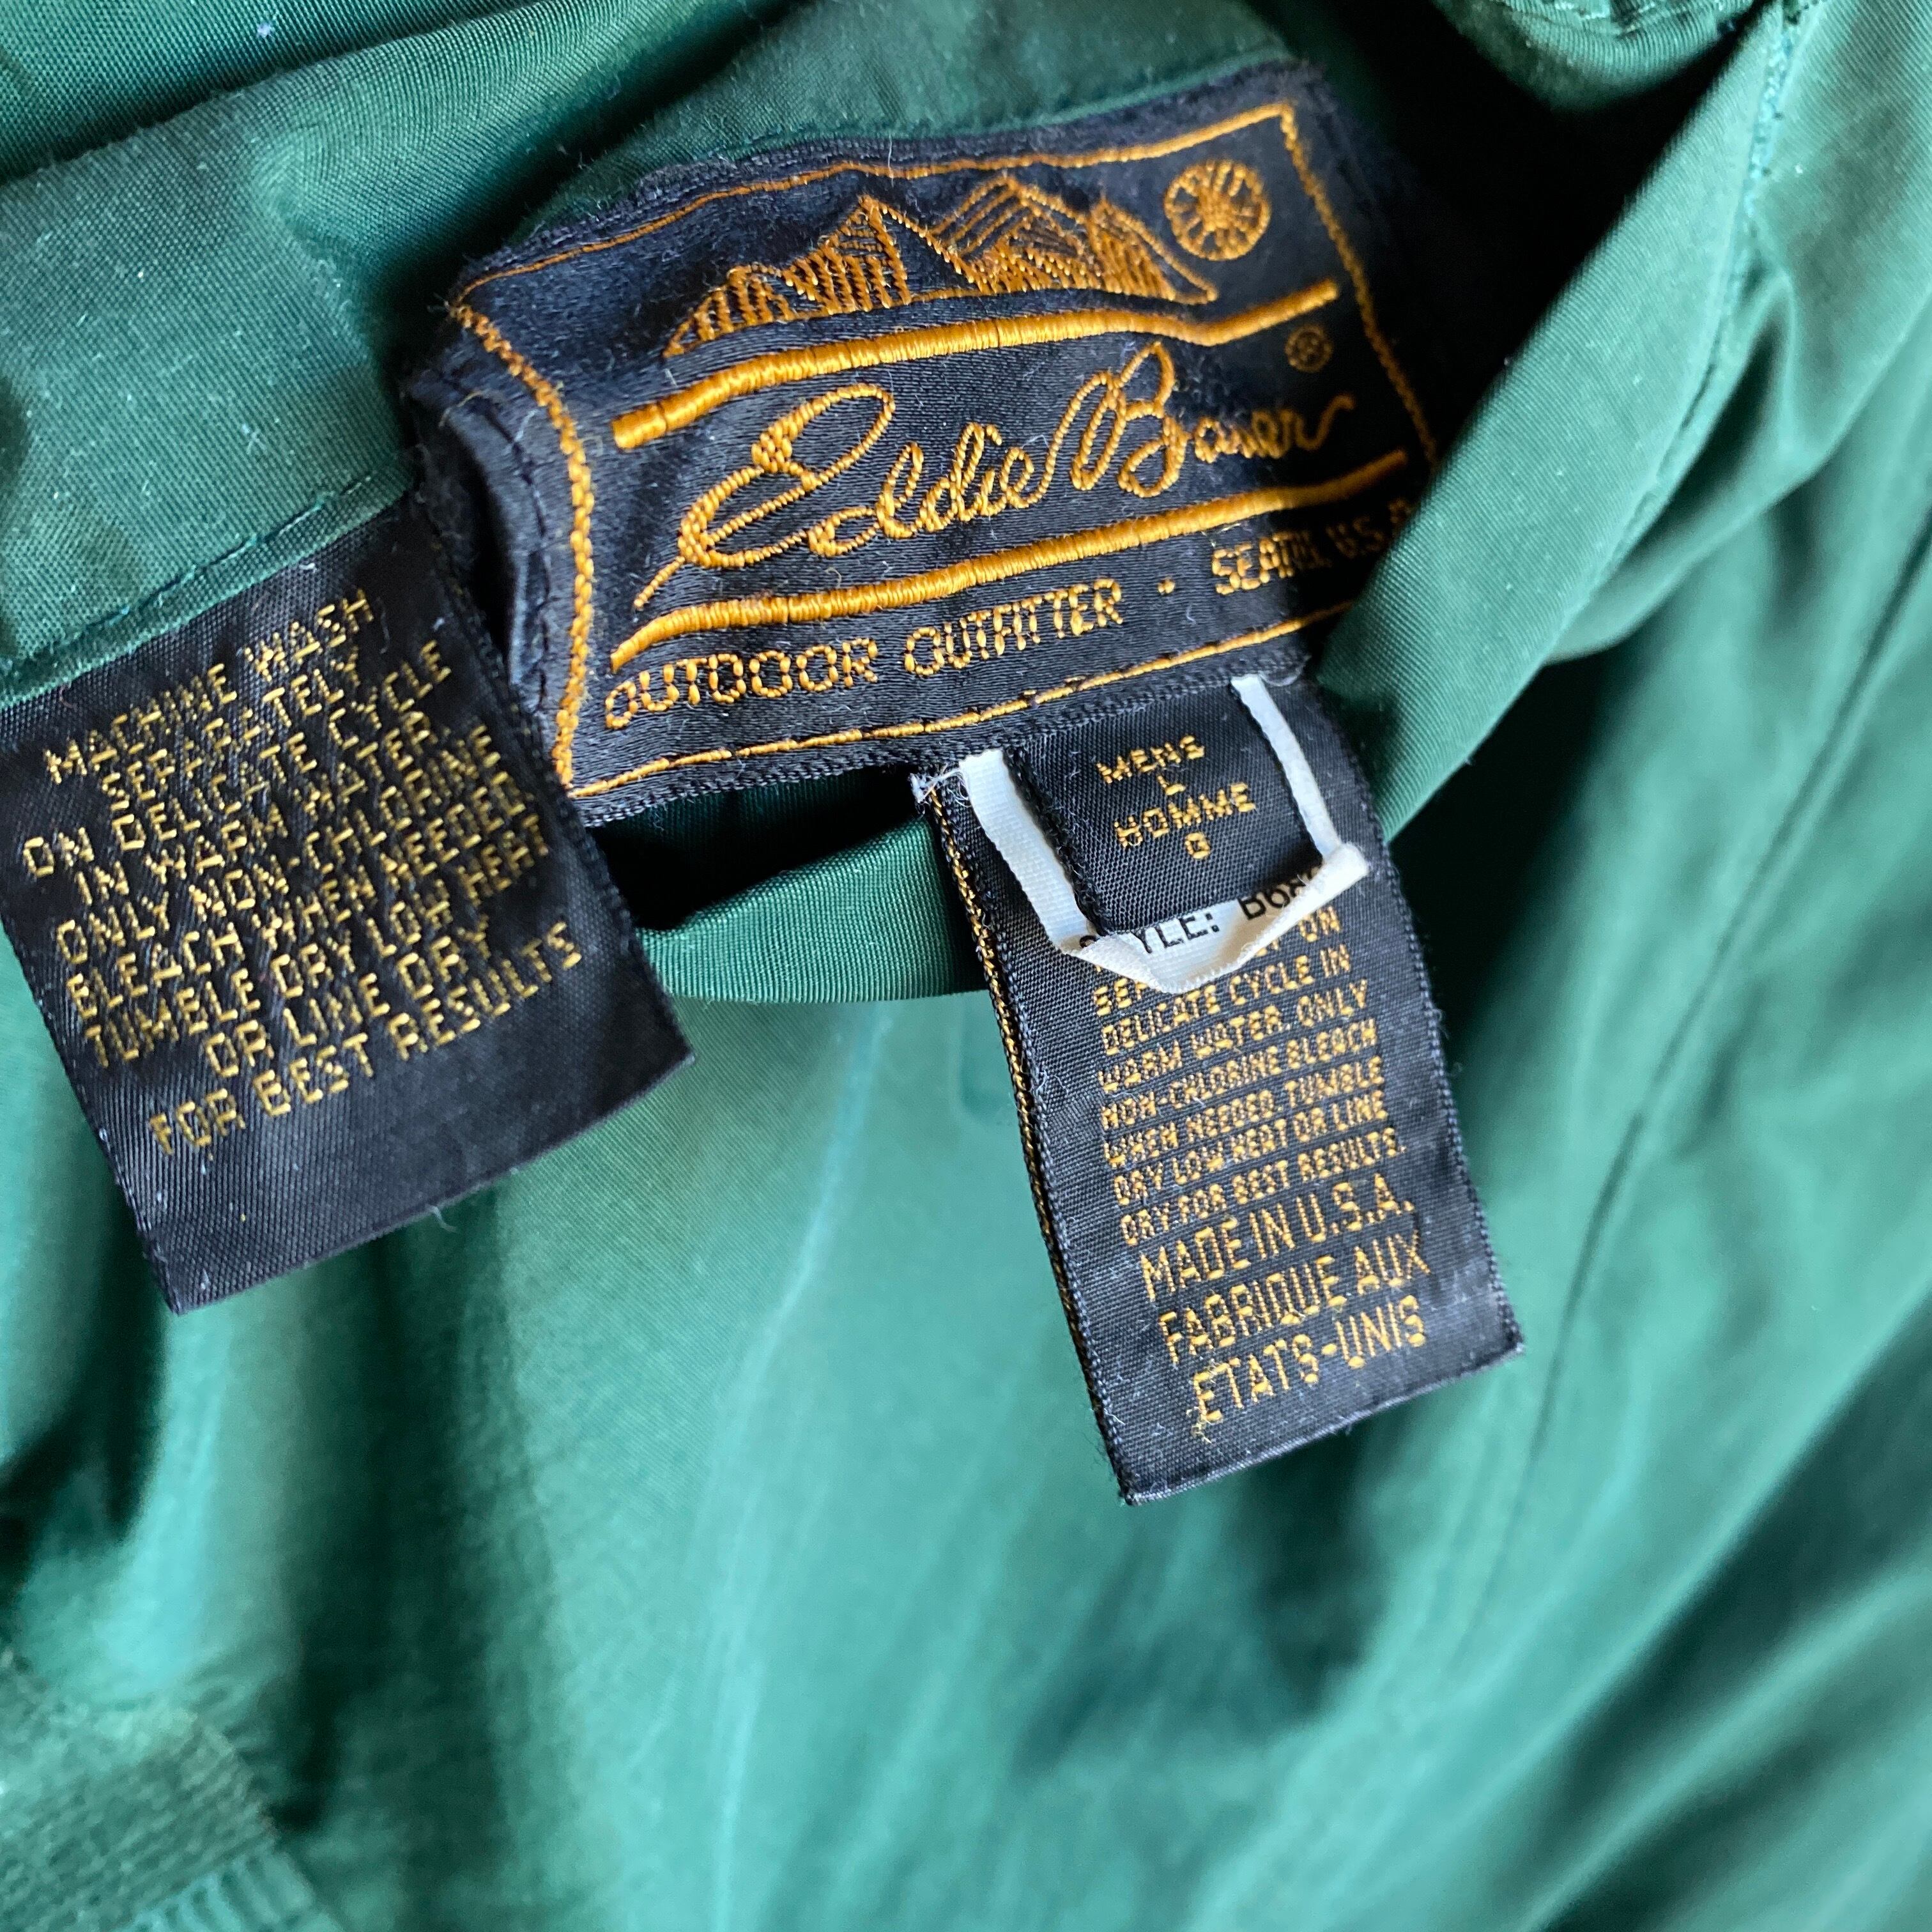 Eddie Bauer ®
OUTDOOR OUTFITTER · SEATTLE U.S.A
MACHINE WASH
SEPARATELY
ON DELICATE CYCLE
IN WARM WATER.
ONLY NON-CHLORINE
BLEACH WHEN NEEDED.
TUMBLE DRY LOW HEAT
OR LINE DRY
FOR BEST RESULTS
MENS
L
HOMME
G
STYLE:
DELICATE CYCLE IN
WARM WATER. ONLY
NON-CHLORINE BLEACH
WHEN NEEDED. TUMBLE
DRY LOW HEAT OR LINE
DRY FOR BEST RESULTS.
MADE IN U.S.A.
FABRIQUE AUX
ETATS-UNIS